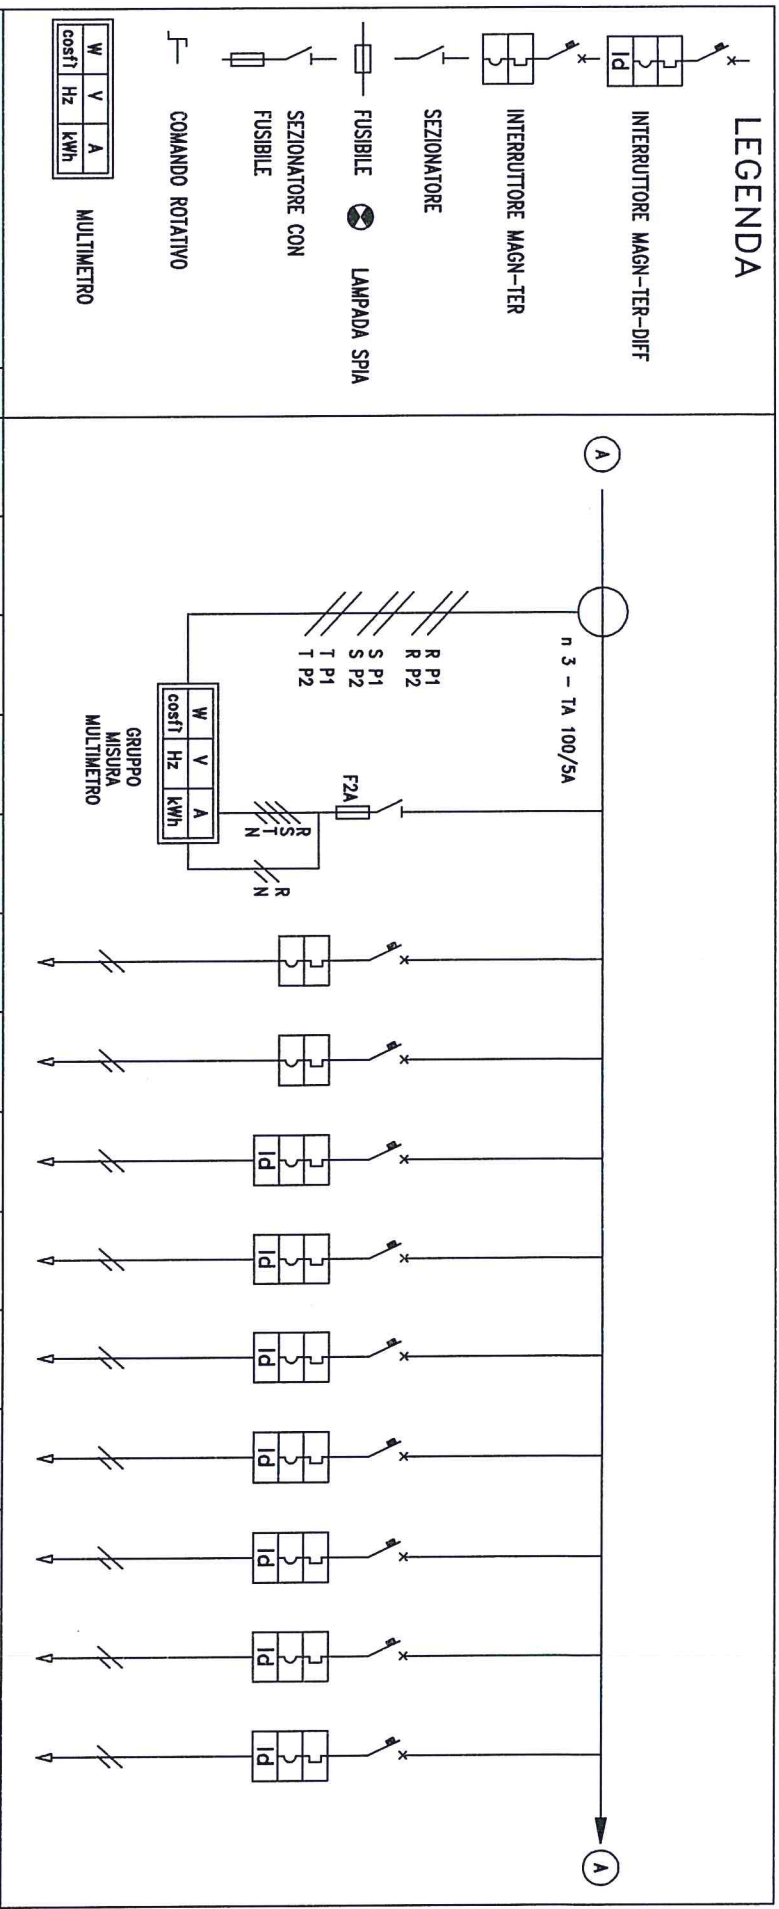 LEGENDA
Id
INTERRUTTORE MAGN-TER-DIFF
INTERRUTTORE MAGN-TER
SEZIONATORE
FUSIBILE
LAMPADA SPIA
SEZIONATORE CON
FUSIBILE
COMANDO ROTATIVO
W V A
cosfi Hz kWh
MULTIMETRO
A
n 3 - TA 100/5A
R P1
R P2
S P1
S P2
T P1
T P2
F2A
R
S
T
N
R
N
W V A
cosfi Hz kWh
GRUPPO
MISURA
MULTIMETRO
Id
Id
Id
Id
Id
Id
Id
A